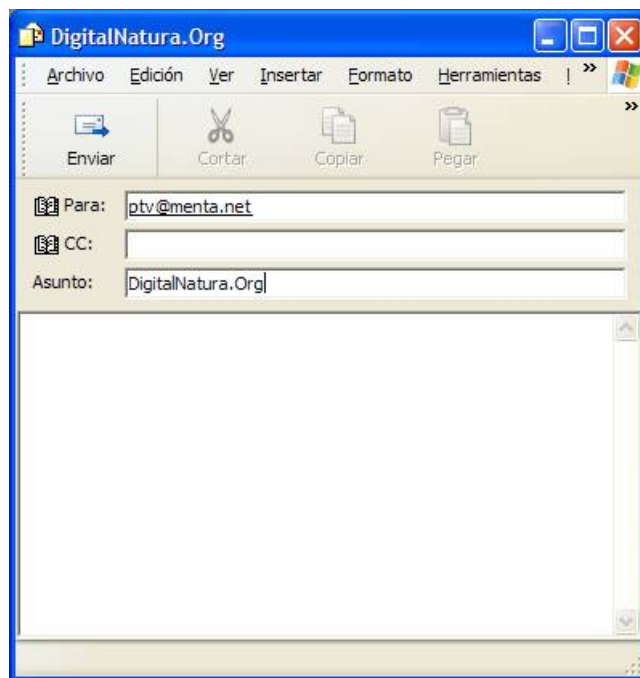 DigitalNatura.Org
Archivo Edición Ver Insertar Formato Herramientas ! »
»
Enviar Cortar Copiar Pegar
Para: ptv@menta.net
CC:
Asunto: DigitalNatura.Org